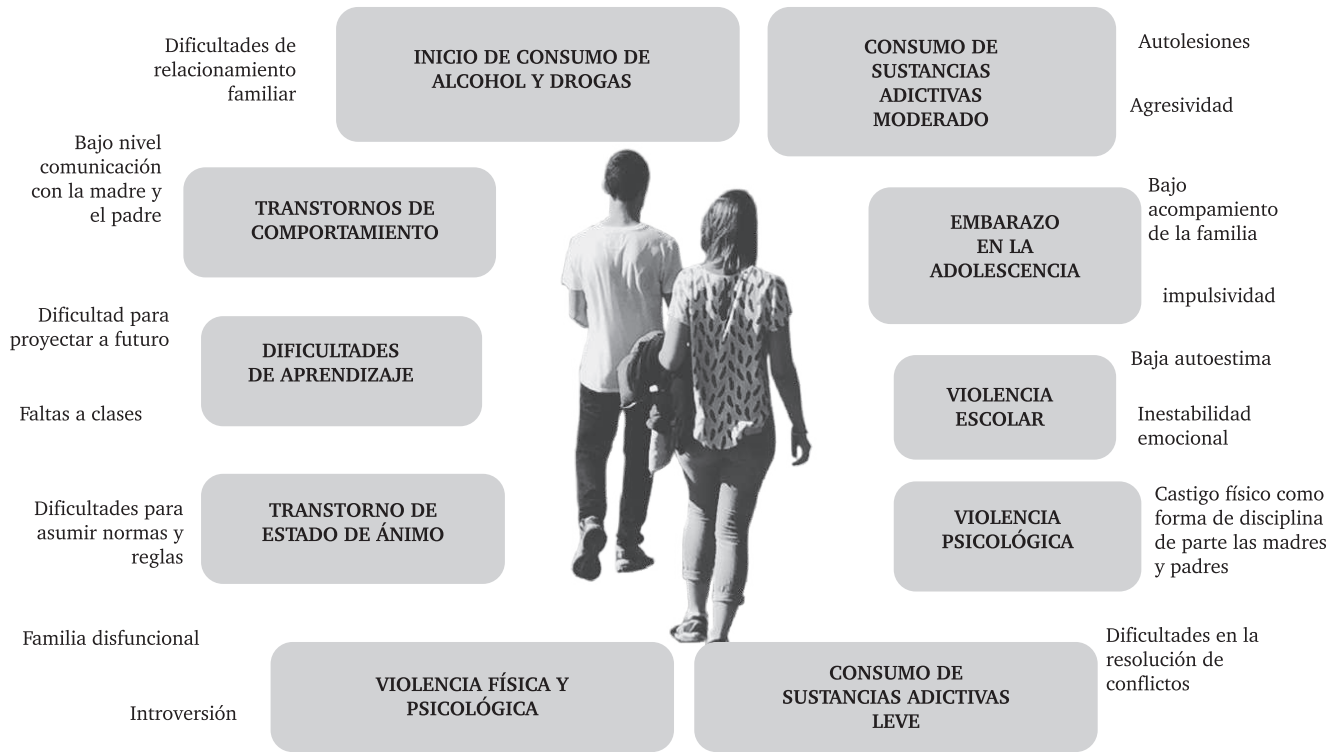 Dificultades de
relacionamiento
familiar
INICIO DE CONSUMO DE
ALCOHOL Y DROGAS
CONSUMO DE
SUSTANCIAS
ADICTIVAS
MODERADO
Autolesiones
Agresividad
Bajo nivel
comunicación
con la madre y
el padre
TRANSTORNOS DE
COMPORTAMIENTO
EMBARAZO
EN LA
ADOLESCENCIA
Bajo
acompamiento
de la familia
impulsividad
Dificultad para
proyectar a futuro
Faltas a clases
DIFICULTADES
DE APRENDIZAJE
VIOLENCIA
ESCOLAR
Baja autoestima
Inestabilidad
emocional
Dificultades para
asumir normas y
reglas
TRANSTORNO DE
ESTADO DE ÁNIMO
VIOLENCIA
PSICOLÓGICA
Castigo físico como
forma de disciplina
de parte las madres
y padres
Familia disfuncional
Introversión
VIOLENCIA FÍSICA Y
PSICOLÓGICA
CONSUMO DE
SUSTANCIAS ADICTIVAS
LEVE
Dificultades en la
resolución de
conflictos